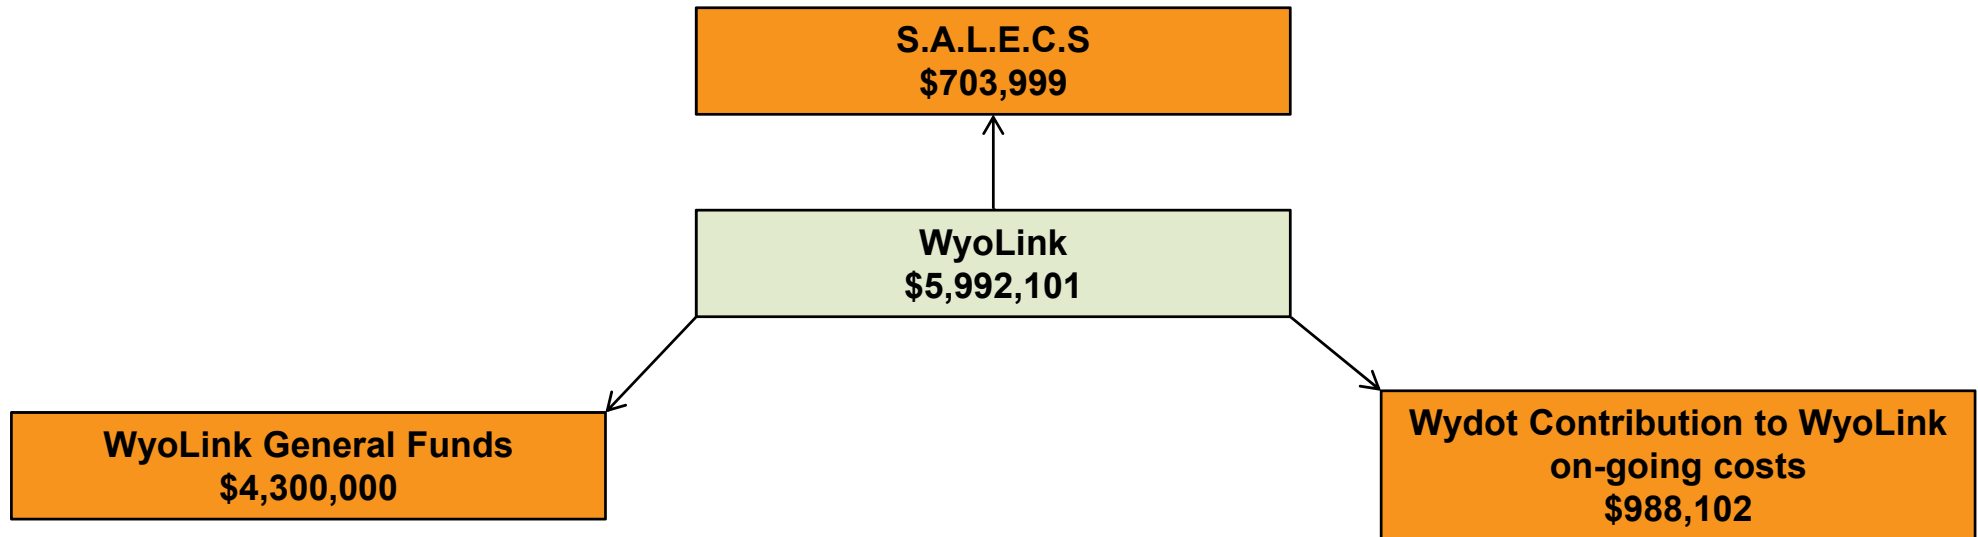 S.A.L.E.C.S
$703,999
WyoLink
$5,992,101
WyoLink General Funds
$4,300,000
Wydot Contribution to WyoLink
on-going costs
$988,102